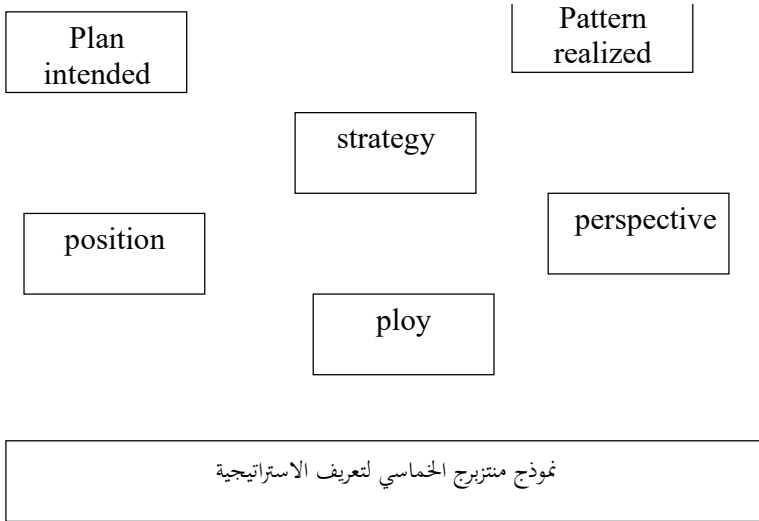 Plan
intended
Pattern
realized
strategy
position
perspective
ploy
نموذج منتزبرج الخماسي لتعريف الاستراتيجية